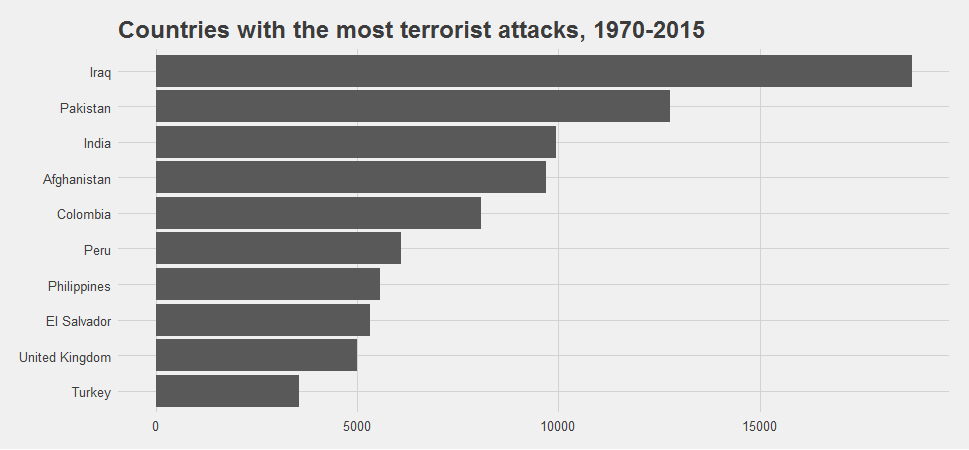 Countries with the most terrorist attacks, 1970-2015
Iraq
Pakistan
India
Afghanistan
Colombia
Peru
Philippines
El Salvador
United Kingdom
Turkey
0 5000 10000 15000